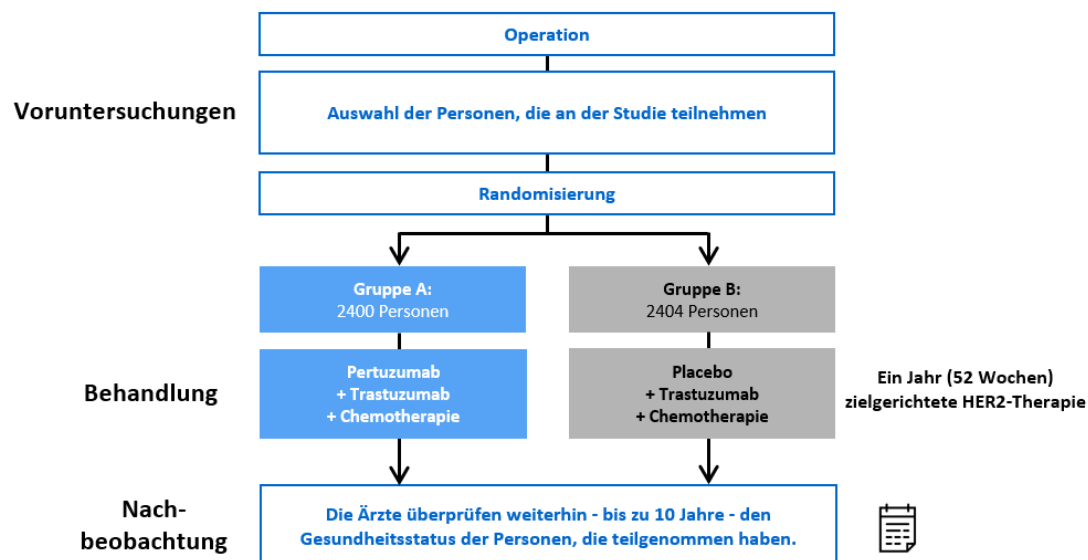 Operation
Voruntersuchungen
Auswahl der Personen, die an der Studie teilnehmen
Randomisierung
Gruppe A:
2400 Personen
Gruppe B:
2404 Personen
Behandlung
Pertuzumab
+ Trastuzumab
+ Chemotherapie
Placebo
+ Trastuzumab
+ Chemotherapie
Ein Jahr (52 Wochen)
zielgerichtete HER2-Therapie
Nach-
beobachtung
Die Ärzte überprüfen weiterhin - bis zu 10 Jahre - den
Gesundheitsstatus der Personen, die teilgenommen haben.